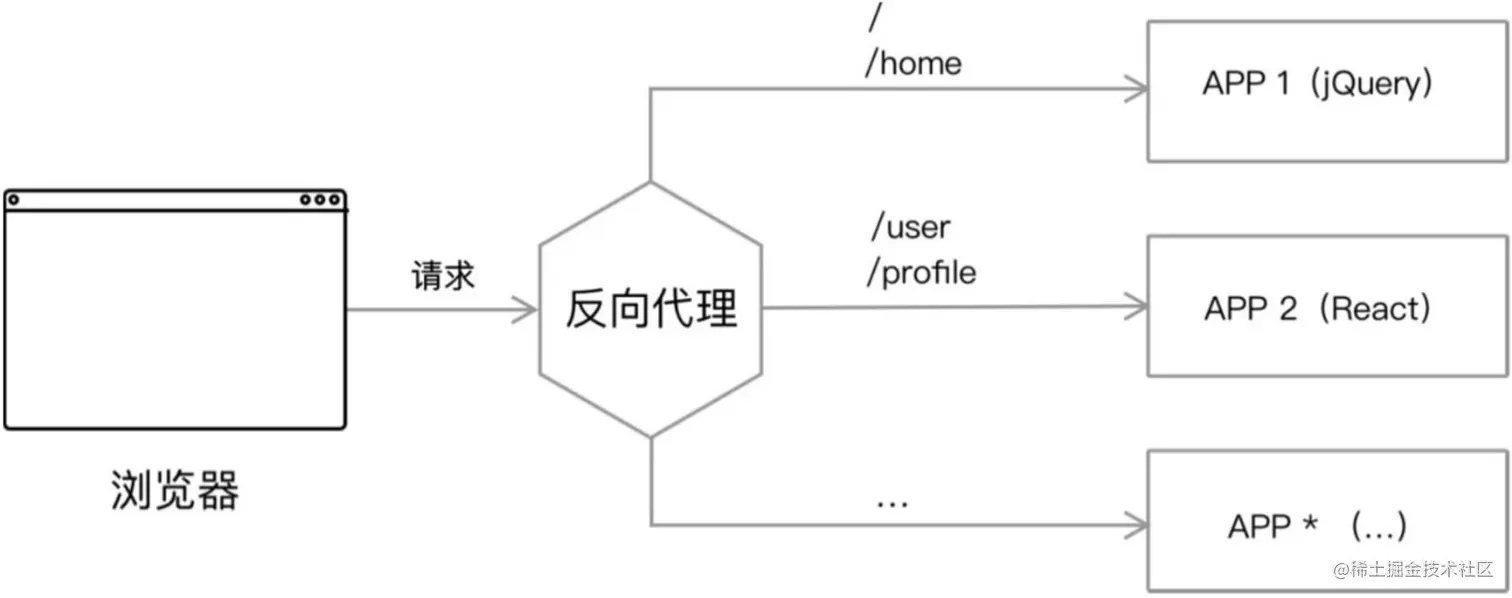 /
/home
APP 1（jQuery）
请求
反向代理
/user
/profile
APP 2（React）
浏览器
...
APP * （...）
@稀土掘金技术社区